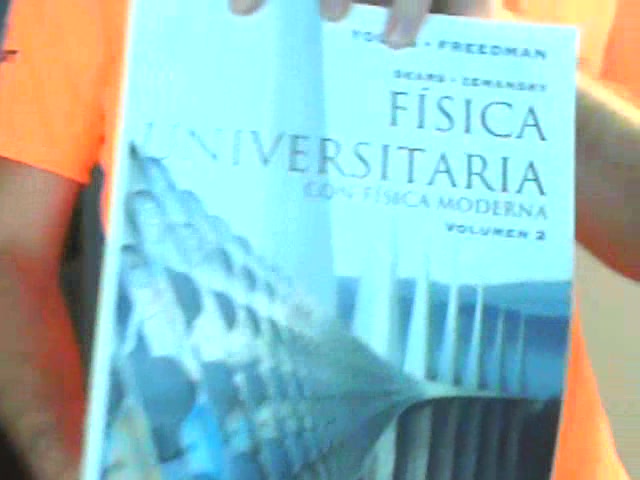 YOUNG · FREEDMAN
SEARS · ZEMANSKY
FÍSICA
UNIVERSITARIA
CON FÍSICA MODERNA
VOLUMEN 2